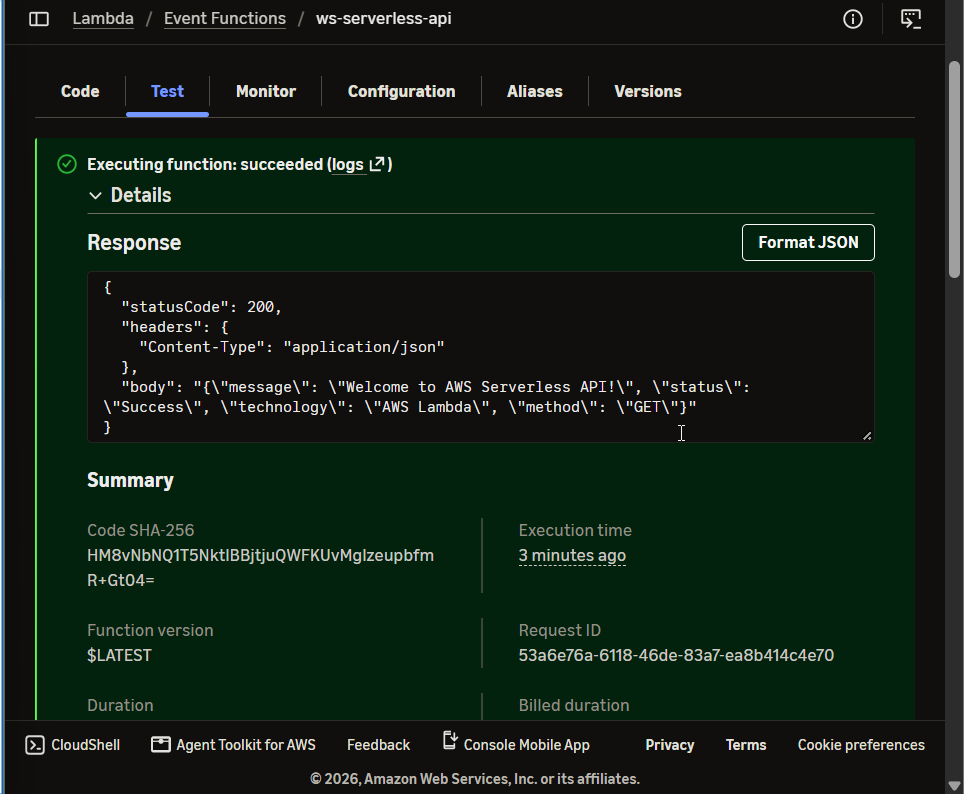 Lambda / Event Functions / ws-serverless-api
Code Test Monitor Configuration Aliases Versions
Executing function: succeeded (logs)
Details
Response
Format JSON
{
"statusCode": 200,
"headers": {
"Content-Type": "application/json"
},
"body": "{\"message\": \"Welcome to AWS Serverless API!\", \"status\":
\"Success\", \"technology\": \"AWS Lambda\", \"method\": \"GET\"}"
}
Summary
Code SHA-256
HM8vNbNQ1T5NktIBBjtjuQWFKUvMgIzeupbfm
R+Gt04=
Execution time
3 minutes ago
Function version
$LATEST
Request ID
53a6e76a-6118-46de-83a7-ea8b414c4e70
Duration
Billed duration
CloudShell Agent Toolkit for AWS Feedback Console Mobile App Privacy Terms Cookie preferences
© 2026, Amazon Web Services, Inc. or its affiliates.